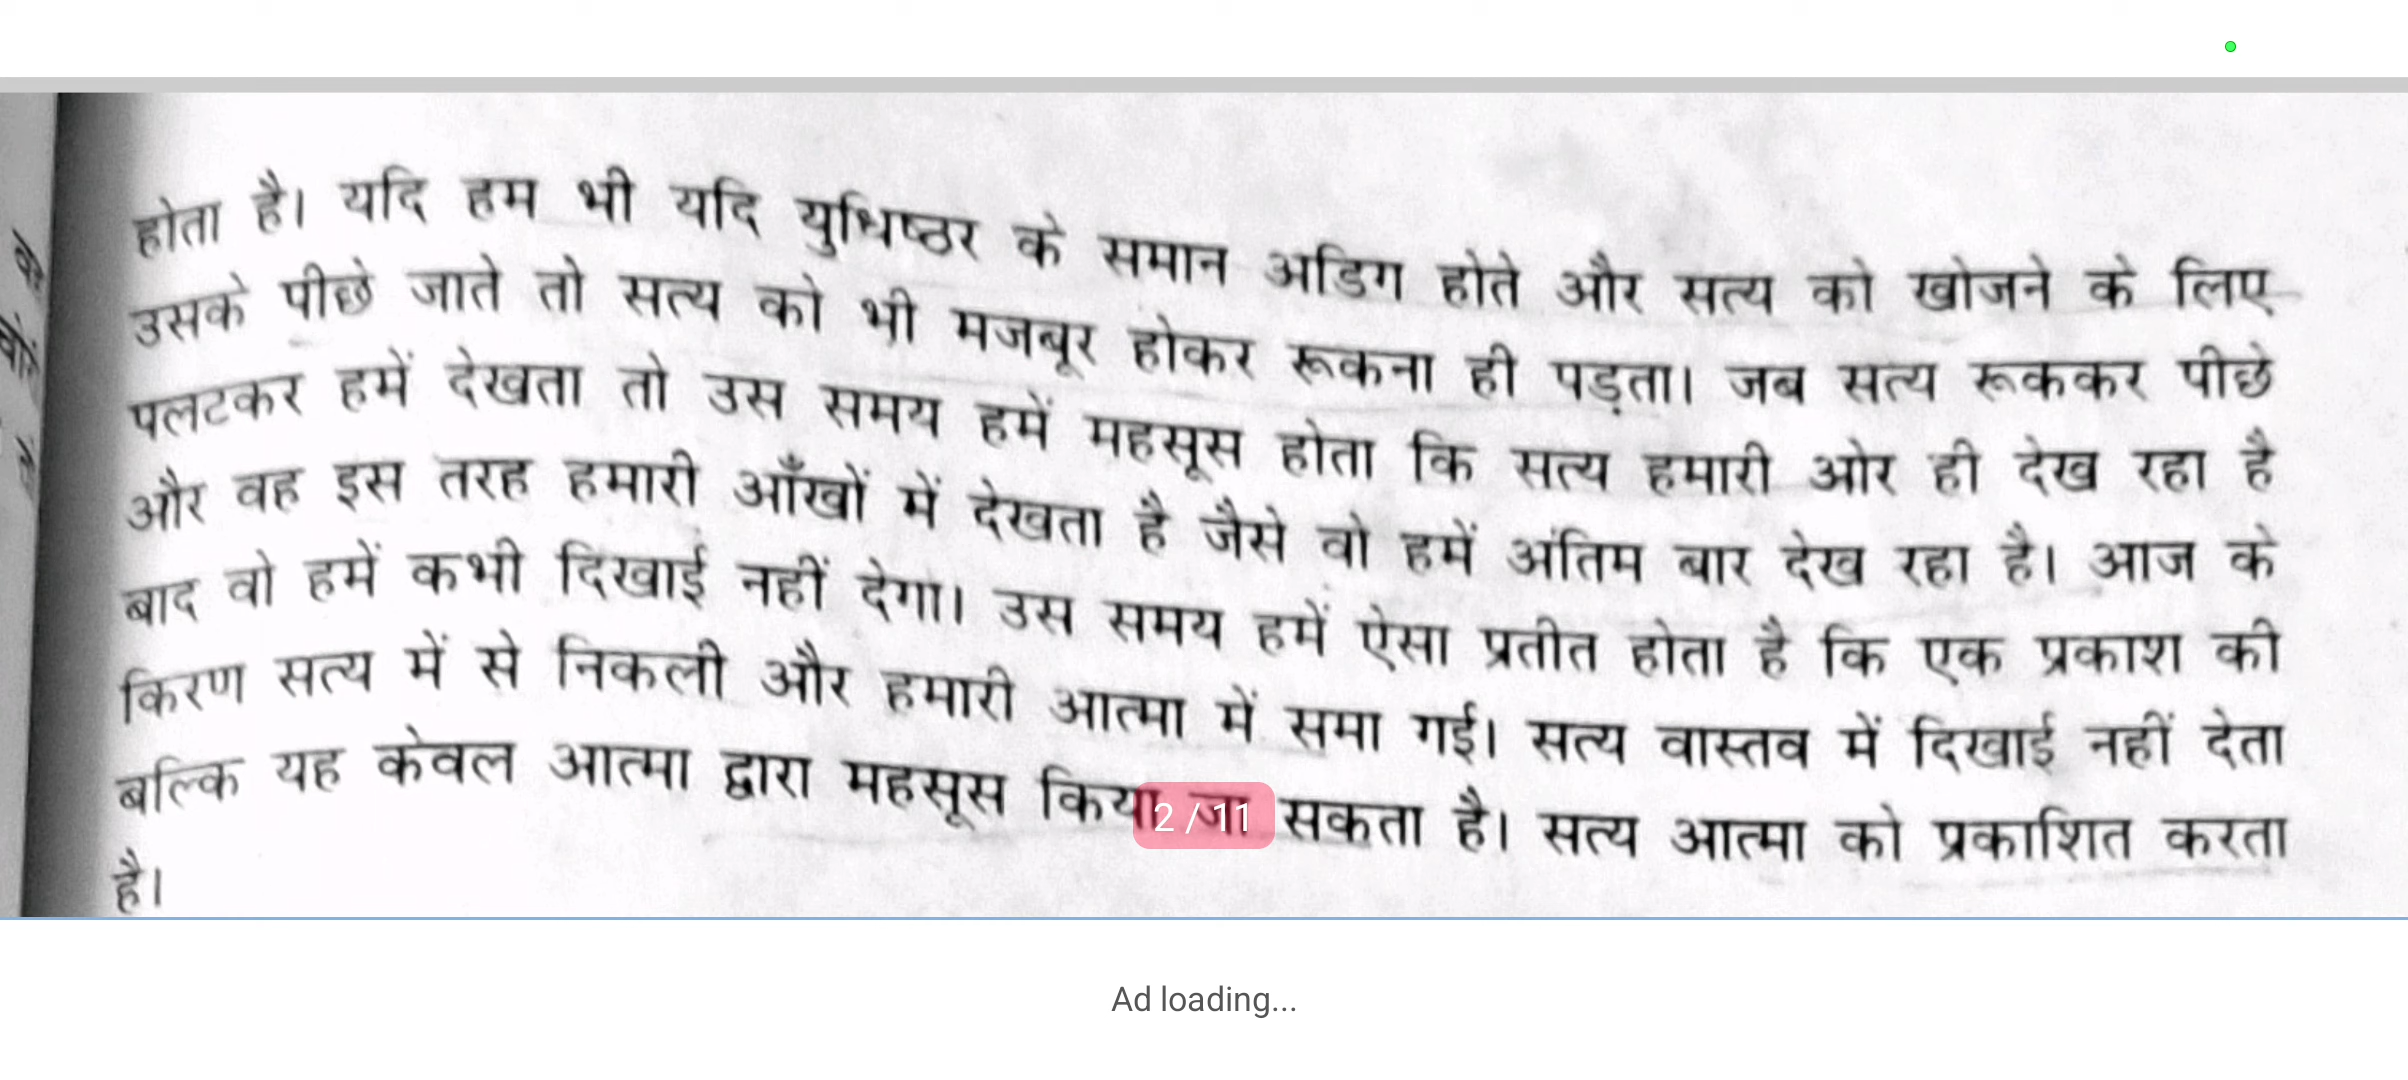 होता है। यदि हम भी यदि युधिष्ठर के समान अडिग होते और सत्य को खोजने के लिए
उसके पीछे जाते तो सत्य को भी मजबूर होकर रूकना ही पड़ता। जब सत्य रूककर पीछे
पलटकर हमें देखता तो उस समय हमें महसूस होता कि सत्य हमारी ओर ही देख रहा है
और वह इस तरह हमारी आँखों में देखता है जैसे वो हमें अंतिम बार देख रहा है। आज के
बाद वो हमें कभी दिखाई नहीं देगा। उस समय हमें ऐसा प्रतीत होता है कि एक प्रकाश की
किरण सत्य में से निकली और हमारी आत्मा में समा गई। सत्य वास्तव में दिखाई नहीं देता
बल्कि यह केवल आत्मा द्वारा महसूस किया जा सकता है। सत्य आत्मा को प्रकाशित करता
है।
2 / 11
Ad loading...